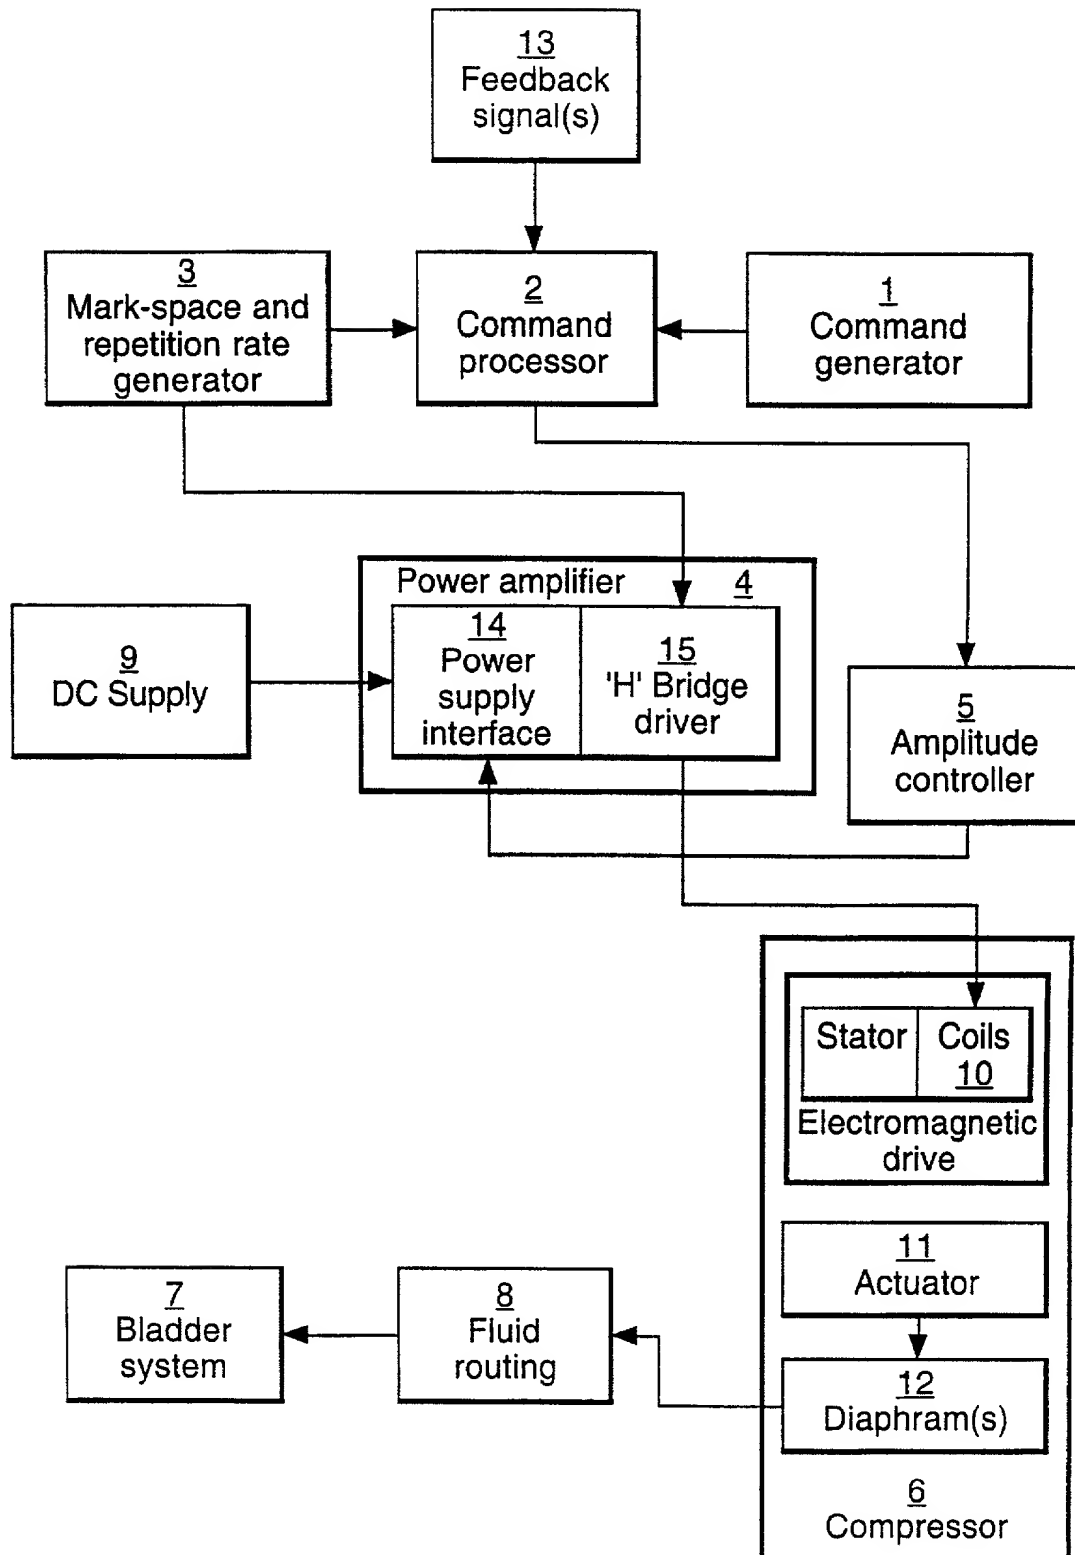 13
Feedback
signal(s)
3
Mark-space and
repetition rate
generator
2
Command
processor
1
Command
generator
Power amplifier
4
14
Power
supply
interface
15
'H' Bridge
driver
9
DC Supply
5
Amplitude
controller
Stator
Coils
10
Electromagnetic
drive
11
Actuator
12
Diaphram(s)
6
Compressor
7
Bladder
system
8
Fluid
routing